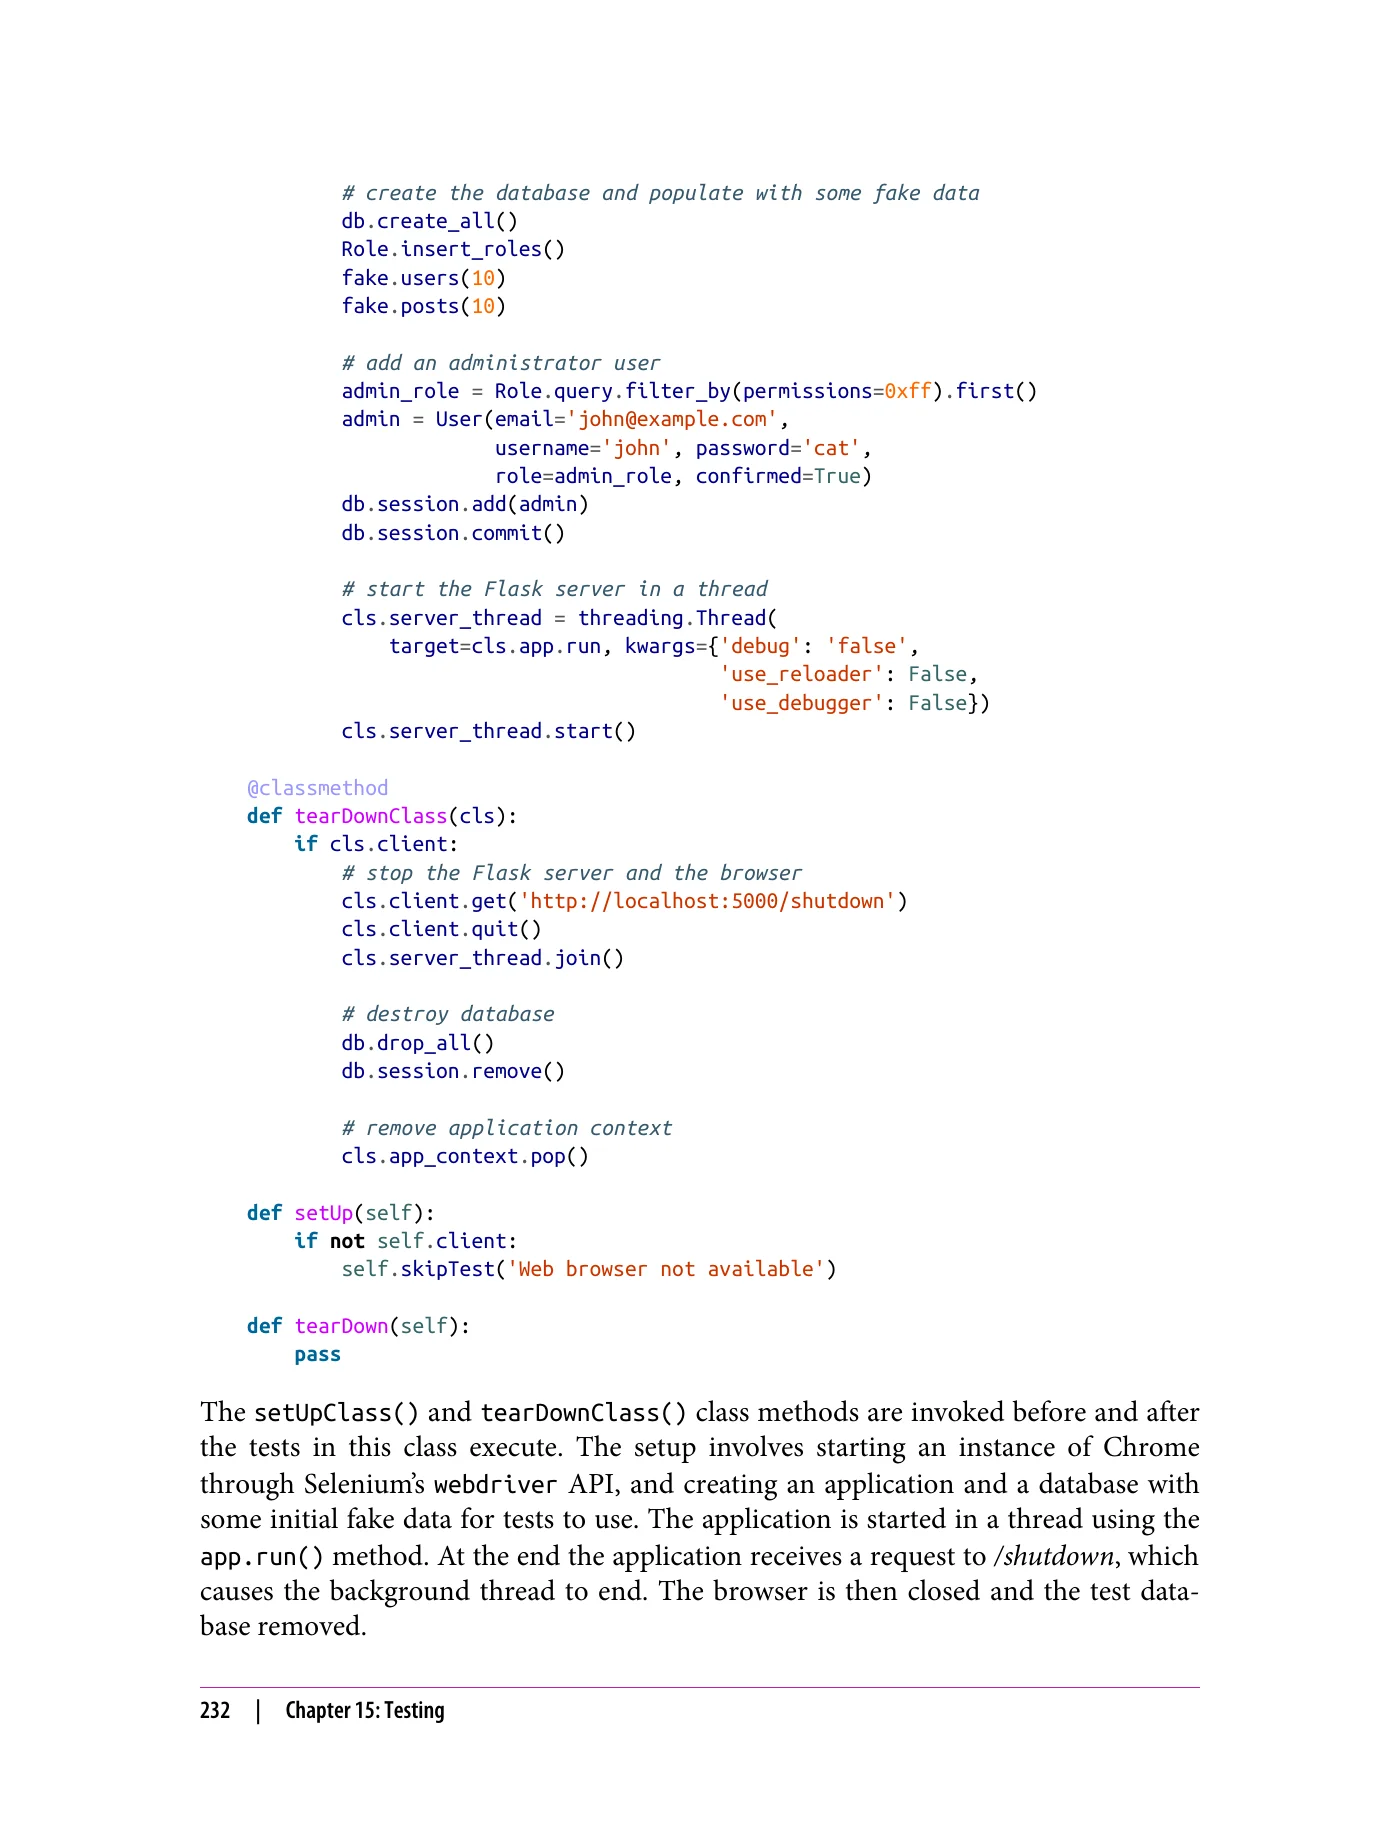 # create the database and populate with some fake data
db.create_all()
Role.insert_roles()
fake.users(10)
fake.posts(10)
# add an administrator user
admin_role = Role.query.filter_by(permissions=0xff).first()
admin = User(email='john@example.com',
username='john', password='cat',
role=admin_role, confirmed=True)
db.session.add(admin)
db.session.commit()
# start the Flask server in a thread
cls.server_thread = threading.Thread(
target=cls.app.run, kwargs={'debug': 'false',
'use_reloader': False,
'use_debugger': False})
cls.server_thread.start()
@classmethod
def tearDownClass(cls):
if cls.client:
# stop the Flask server and the browser
cls.client.get('http://localhost:5000/shutdown')
cls.client.quit()
cls.server_thread.join()
# destroy database
db.drop_all()
db.session.remove()
# remove application context
cls.app_context.pop()
def setUp(self):
if not self.client:
self.skipTest('Web browser not available')
def tearDown(self):
pass
The setUpClass() and tearDownClass() class methods are invoked before and after
the tests in this class execute. The setup involves starting an instance of Chrome
through Selenium’s webdriver API, and creating an application and a database with
some initial fake data for tests to use. The application is started in a thread using the
app.run() method. At the end the application receives a request to /shutdown, which
causes the background thread to end. The browser is then closed and the test data-
base removed.
232 | Chapter 15: Testing